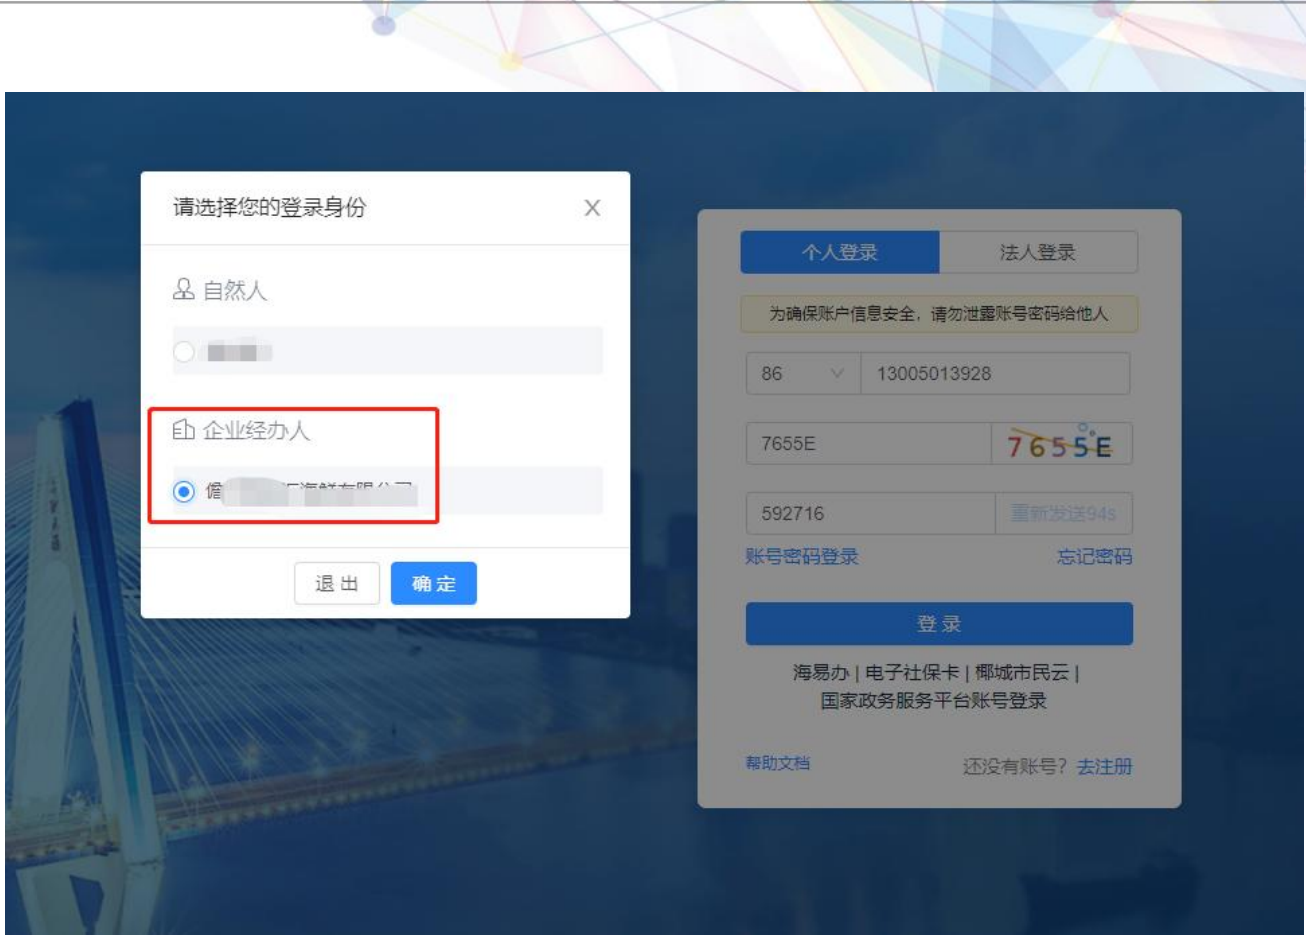 请选择您的登录身份
X
自然人
企业经办人
退出
确定
个人登录
法人登录
为确保账户信息安全，请勿泄露账号密码给他人
86
13005013928
7655E
7655E
592716
重新发送94s
账号密码登录
忘记密码
登录
海易办 | 电子社保卡 | 椰城市民云 |
国家政务服务平台账号登录
帮助文档
还没有账号？去注册